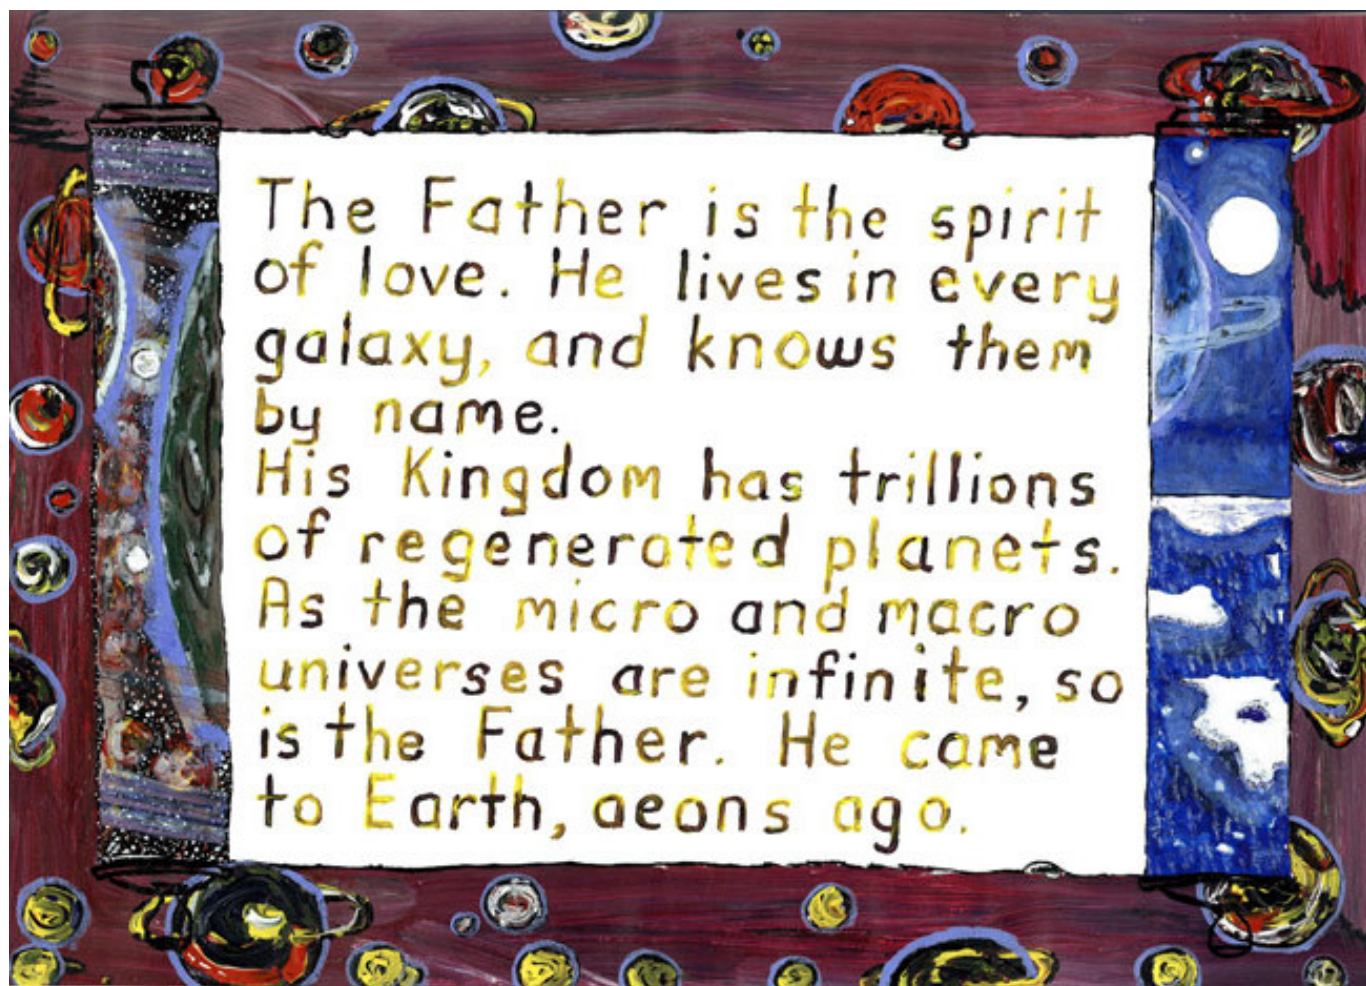 The Father is the spirit
of love. He lives in every
galaxy, and knows them
by name.
His Kingdom has trillions
of regenerated planets.
As the micro and macro
universes are infinite, so
is the Father. He came
to Earth, aeons ago.